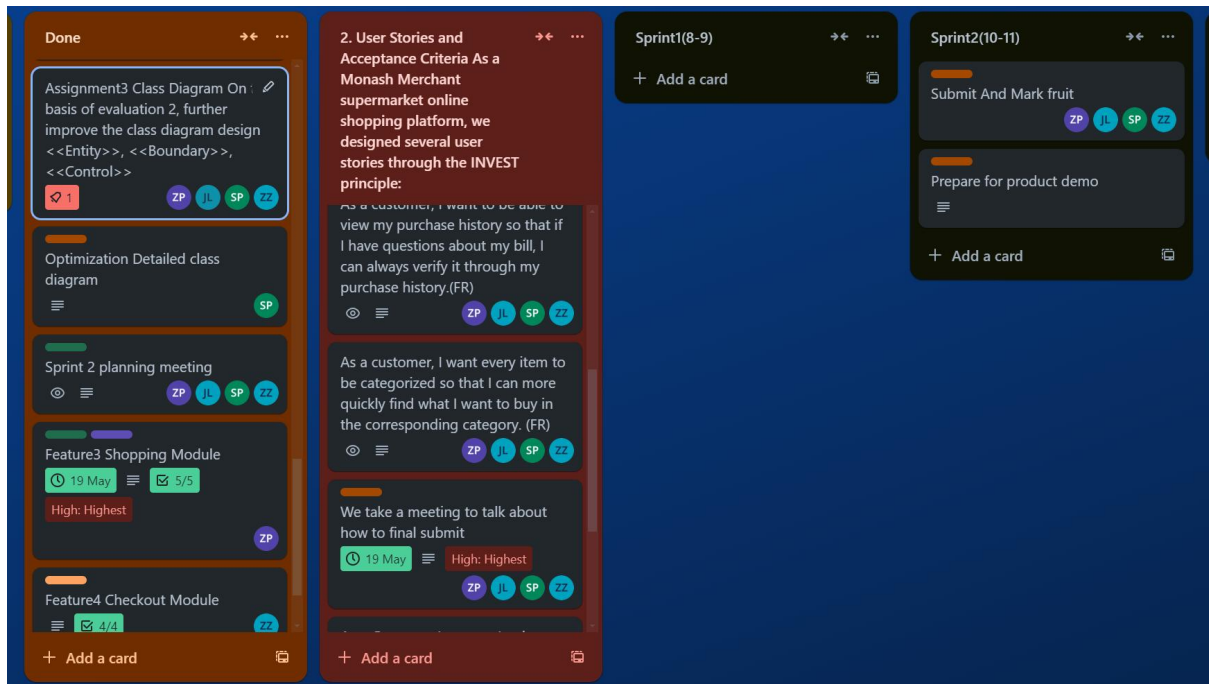 Done
Assignment3 Class Diagram On
basis of evaluation 2, further
improve the class diagram design
<<Entity>>, <<Boundary>>,
<<Control>>
1
ZP JL SP ZZ
Optimization Detailed class
diagram
SP
Sprint 2 planning meeting
ZP JL SP ZZ
Feature3 Shopping Module
19 May 5/5
High: Highest
ZP
Feature4 Checkout Module
4/4 ZZ
+ Add a card
2. User Stories and
Acceptance Criteria As a
Monash Merchant
supermarket online
shopping platform, we
designed several user
stories through the INVEST
principle:
As a customer, I want to be able to
view my purchase history so that if
I have questions about my bill, I
can always verify it through my
purchase history.(FR)
ZP JL SP ZZ
As a customer, I want every item to
be categorized so that I can more
quickly find what I want to buy in
the corresponding category. (FR)
ZP JL SP ZZ
We take a meeting to talk about
how to final submit
19 May High: Highest
ZP JL SP ZZ
+ Add a card
Sprint1(8-9)
+ Add a card
Sprint2(10-11)
Submit And Mark fruit
ZP JL SP ZZ
Prepare for product demo
+ Add a card